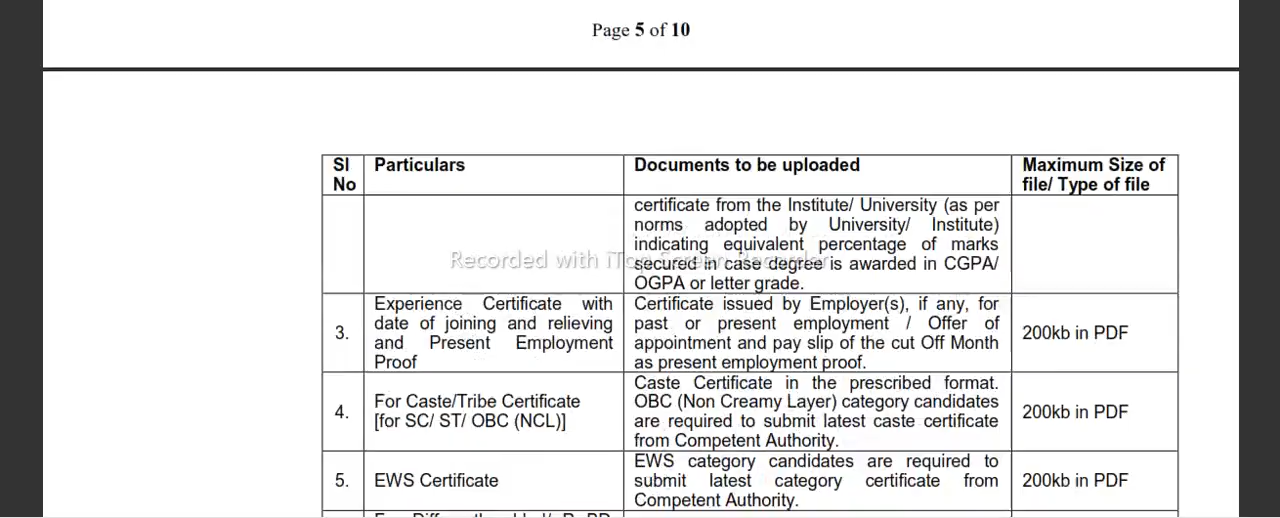 Page 5 of 10
Sl No
Particulars
Documents to be uploaded
Maximum Size of file/ Type of file
certificate from the Institute/ University (as per
norms adopted by University/ Institute)
indicating equivalent percentage of marks
secured in case degree is awarded in CGPA/
OGPA or letter grade.
Recorded with iTop Screen Recorder
3.
Experience Certificate with
date of joining and relieving
and Present Employment
Proof
Certificate issued by Employer(s), if any, for
past or present employment / Offer of
appointment and pay slip of the cut Off Month
as present employment proof.
200kb in PDF
4.
For Caste/Tribe Certificate
[for SC/ ST/ OBC (NCL)]
Caste Certificate in the prescribed format.
OBC (Non Creamy Layer) category candidates
are required to submit latest caste certificate
from Competent Authority.
200kb in PDF
5.
EWS Certificate
EWS category candidates are required to
submit latest category certificate from
Competent Authority.
200kb in PDF